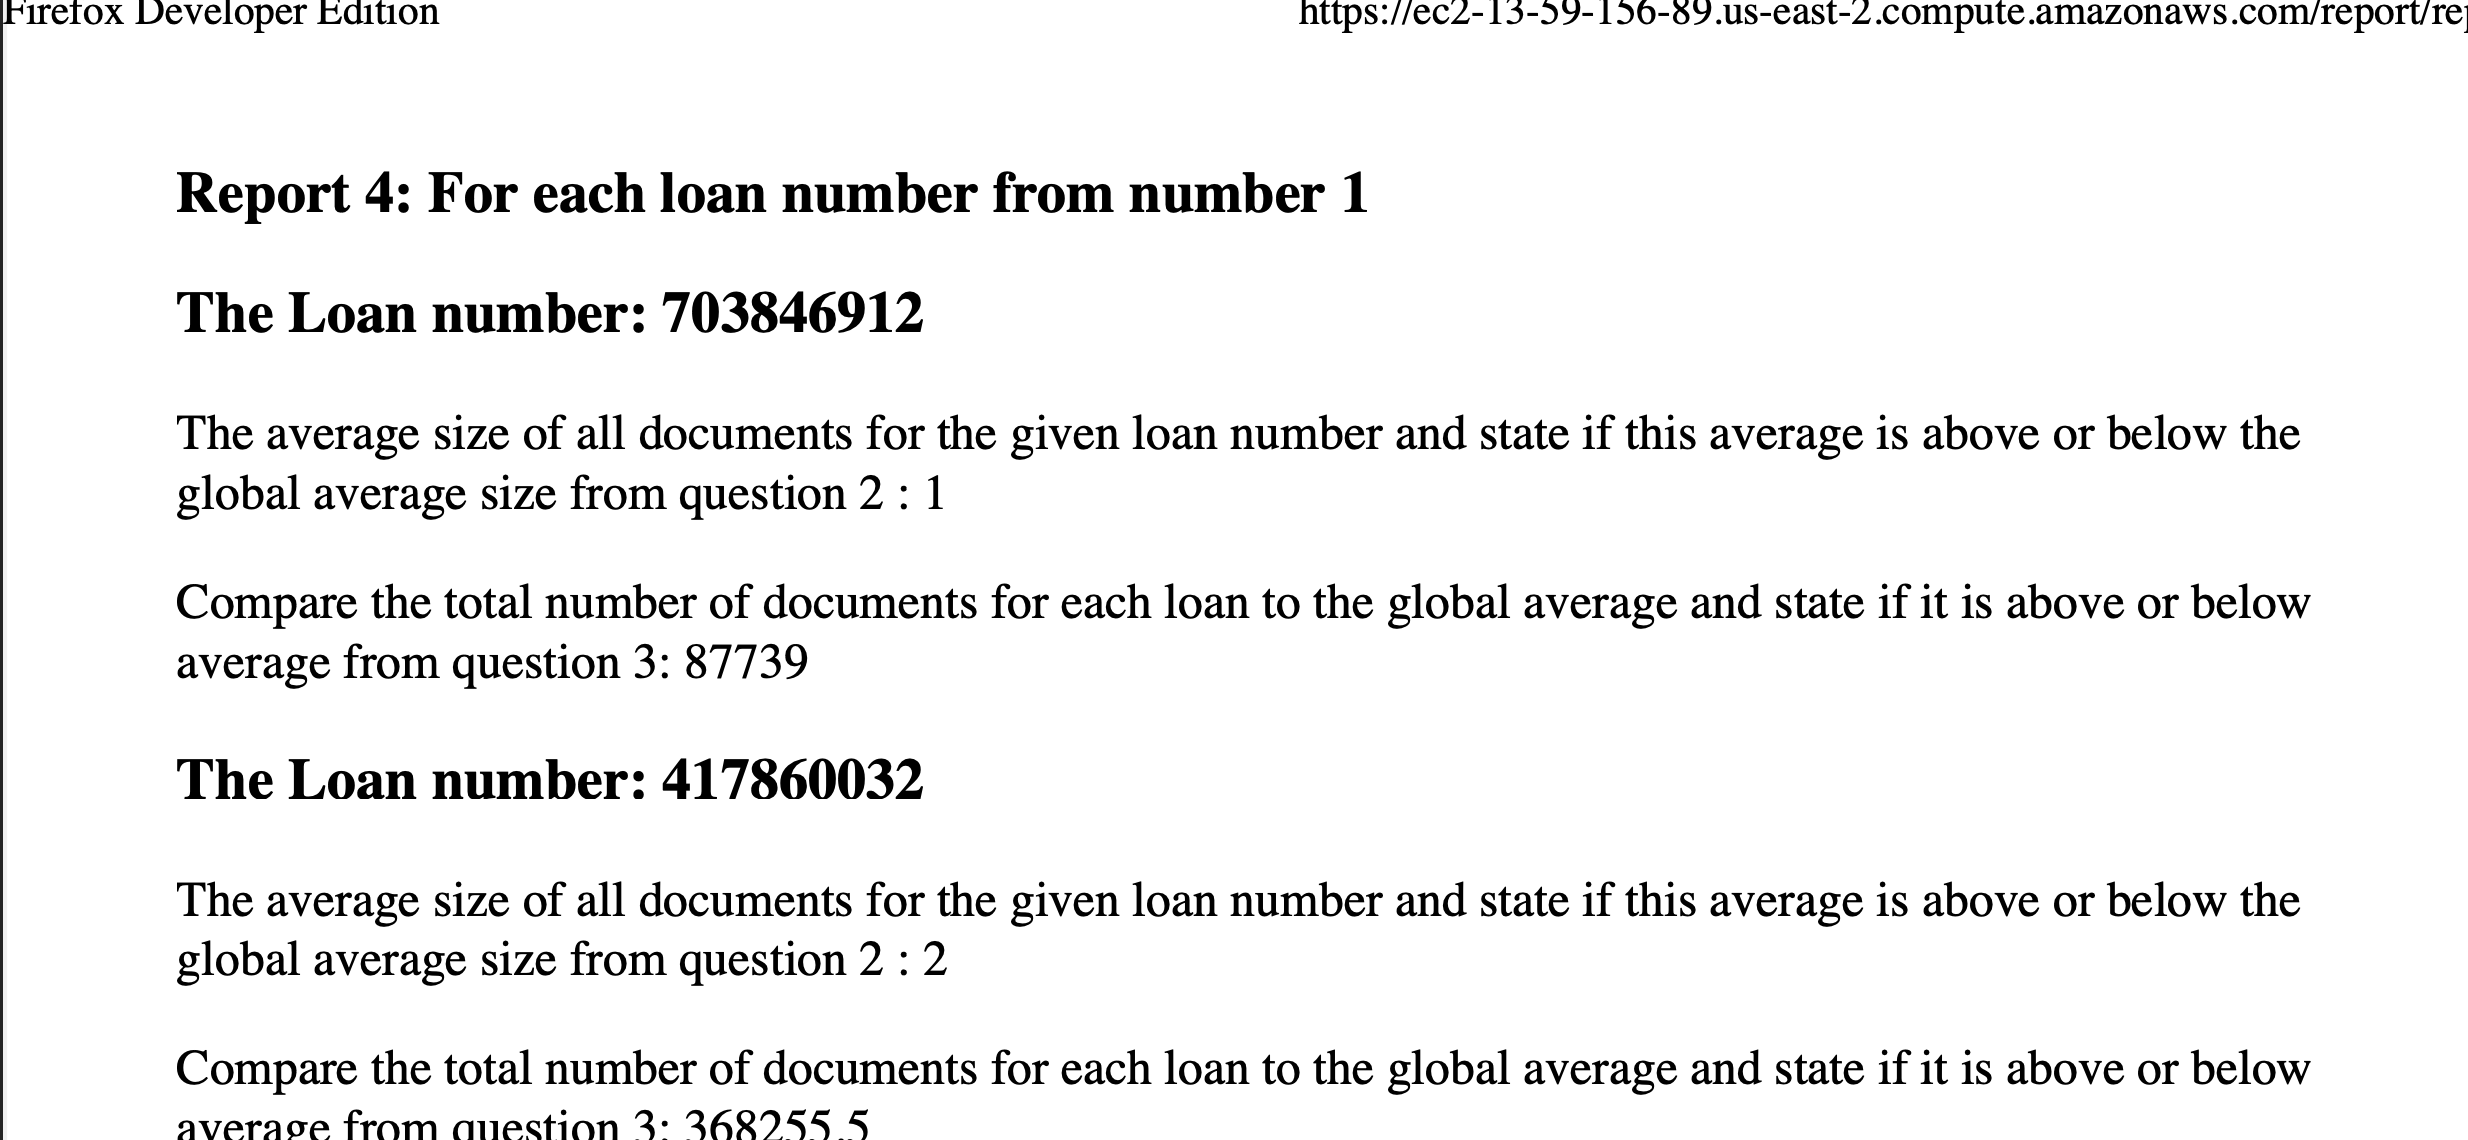 Firefox Developer Edition https://ec2-13-59-156-89.us-east-2.compute.amazonaws.com/report/re
Report 4: For each loan number from number 1
The Loan number: 703846912
The average size of all documents for the given loan number and state if this average is above or below the
global average size from question 2 : 1
Compare the total number of documents for each loan to the global average and state if it is above or below
average from question 3: 87739
The Loan number: 417860032
The average size of all documents for the given loan number and state if this average is above or below the
global average size from question 2 : 2
Compare the total number of documents for each loan to the global average and state if it is above or below
average from question 3: 368255.5